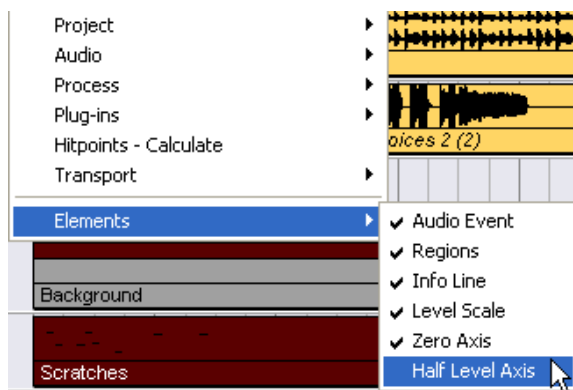 Project
Audio
Process
Plug-ins
Hitpoints - Calculate
Transport
Elements
oices 2 (2)
Audio Event
Regions
Info Line
Level Scale
Zero Axis
Half Level Axis
Background
Scratches